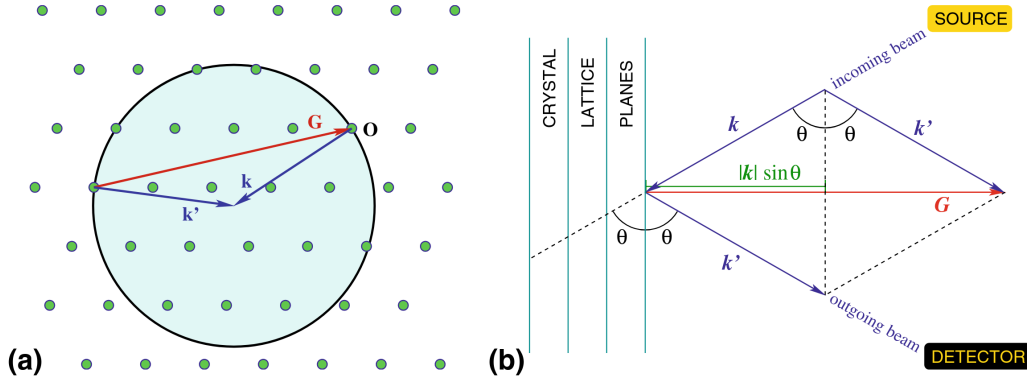 G
O
k
k’
(a)
CRYSTAL
LATTICE
PLANES
SOURCE
incoming beam
k
θ
θ
k’
|k| sinθ
G
θ
θ
k’
outgoing beam
DETECTOR
(b)